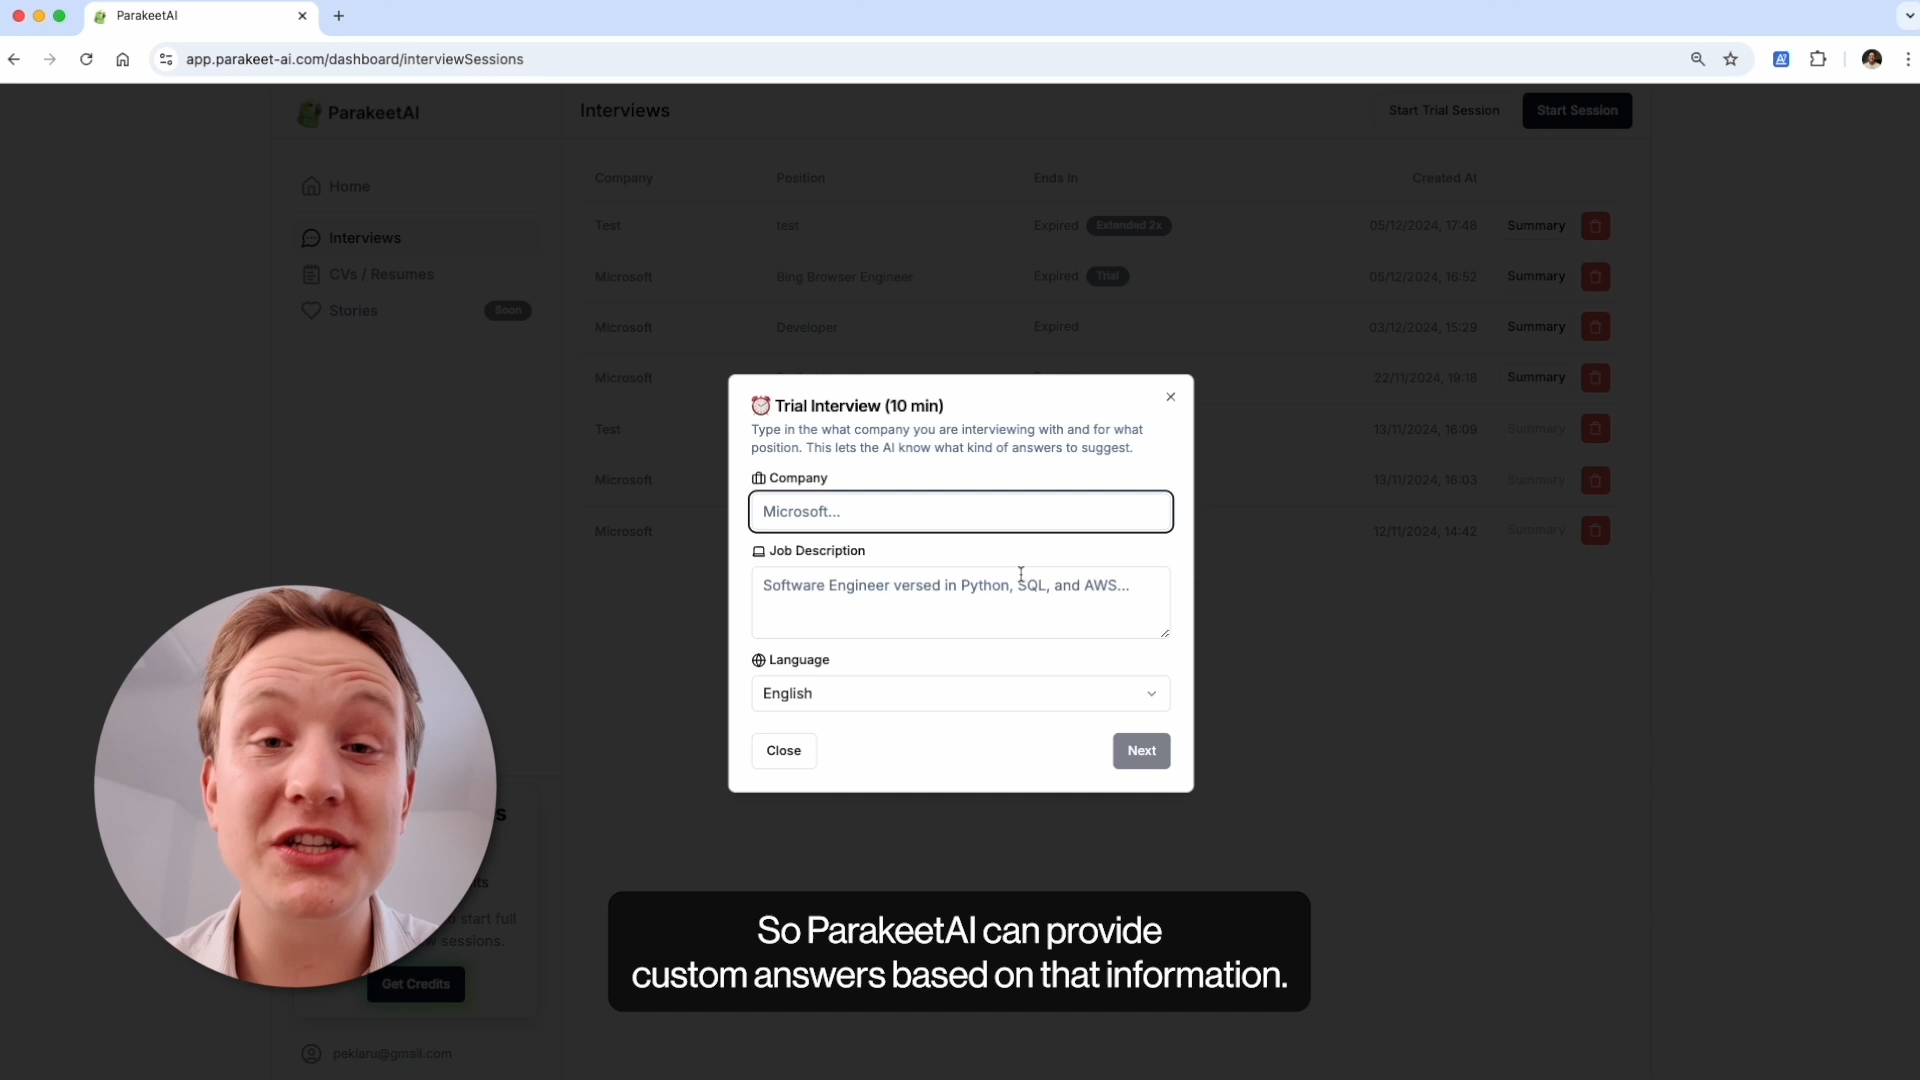 ParakeetAI
app.parakeet-ai.com/dashboard/interviewSessions
ParakeetAI
Interviews
Start Trial Session
Start Session
Home
Interviews
CVs / Resumes
Stories
Soon
Company Position Ends In Created At
Test test Expired Extended 2x 05/12/2024, 17:48 Summary
Microsoft Bing Browser Engineer Expired Trial 05/12/2024, 16:52 Summary
Microsoft Developer Expired 03/12/2024, 15:29 Summary
Microsoft 22/11/2024, 19:18 Summary
Test 13/11/2024, 16:09 Summary
Microsoft 13/11/2024, 16:03 Summary
Microsoft 12/11/2024, 14:42 Summary
Trial Interview (10 min)
Type in the what company you are interviewing with and for what
position. This lets the AI know what kind of answers to suggest.
Company
Microsoft...
Job Description
Software Engineer versed in Python, SQL, and AWS...
Language
English
Close
Next
start full
sessions.
Get Credits
peklaru@gmail.com
So ParakeetAI can provide
custom answers based on that information.